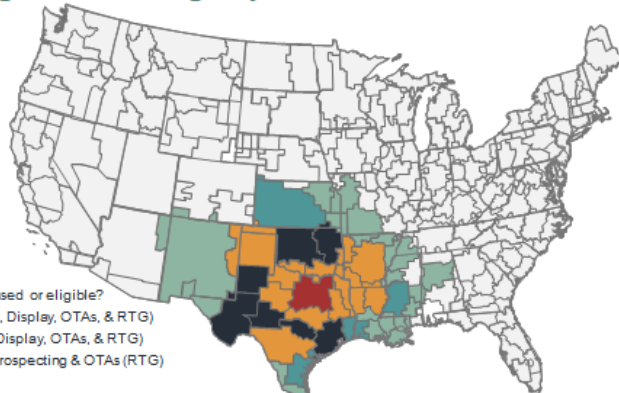 sed or eligible?
, Display, OTAs, & RTG)
Display, OTAs, & RTG)
rospecting & OTAs (RTG)